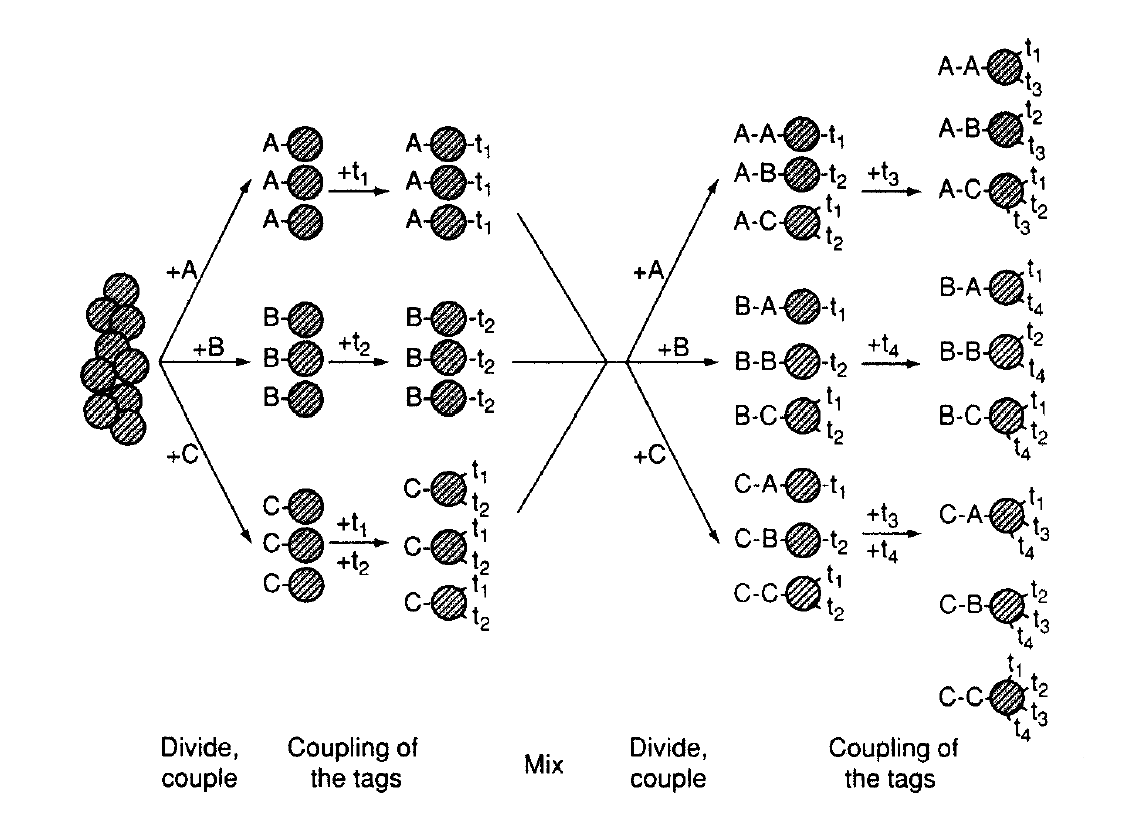 +A
+B
+C
A-
A-
A-
+t₁
A- -t₁
A- -t₁
A- -t₁
B-
B-
B-
+t₂
B- -t₂
B- -t₂
B- -t₂
C-
C-
C-
+t₁
+t₂
C- t₁ t₂
C- t₁ t₂
C- t₁ t₂
+A
+B
+C
A-A- -t₁
A-B- -t₂
A-C- t₁ t₂
+t₃
A-A- t₁ t₃
A-B- t₂ t₃
A-C- t₁ t₂ t₃
B-A- -t₁
B-B- -t₂
B-C- t₁ t₂
+t₄
B-A- t₁ t₄
B-B- t₂ t₄
B-C- t₁ t₂ t₄
C-A- -t₁
C-B- -t₂
C-C- t₁ t₂
+t₃
+t₄
C-A- t₁ t₃ t₄
C-B- t₂ t₃ t₄
C-C- t₁ t₂ t₃ t₄
Divide,
couple
Coupling of
the tags
Mix
Divide,
couple
Coupling of
the tags